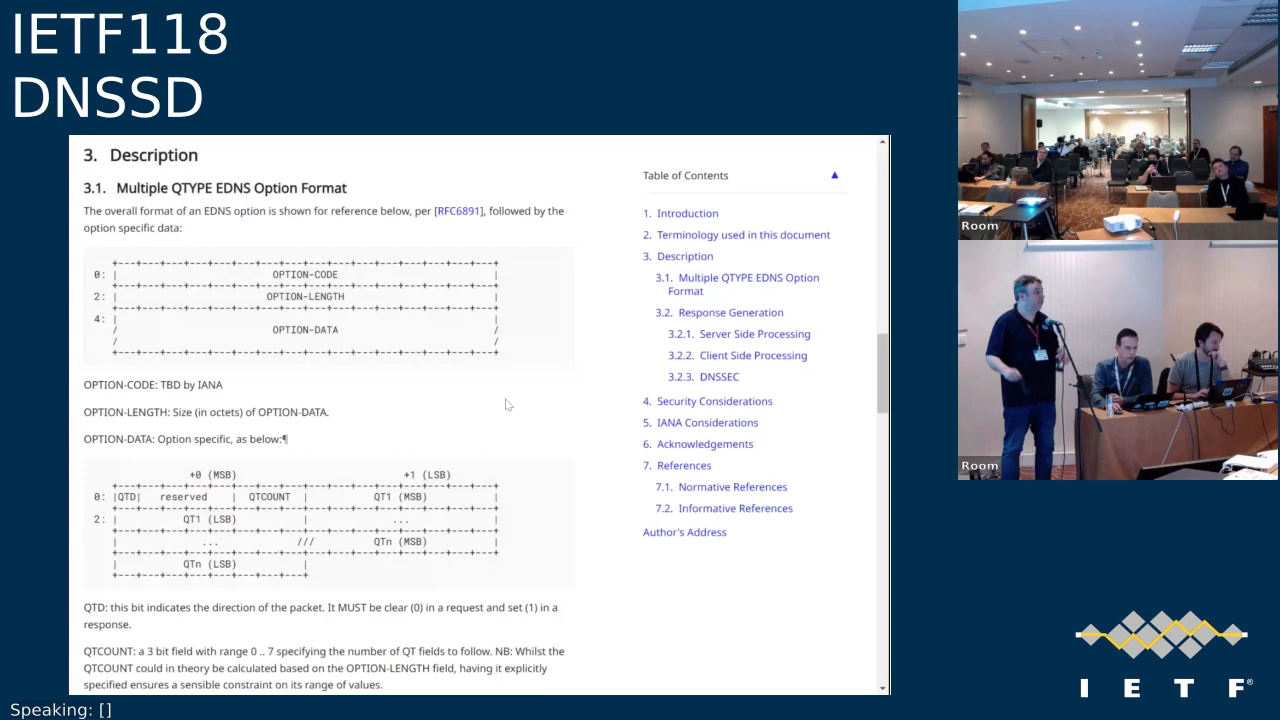 IETF118
DNSSD
3. Description
3.1. Multiple QTYPE EDNS Option Format
The overall format of an EDNS option is shown for reference below, per [RFC6891], followed by the
option specific data:
+---+---+---+---+---+---+---+---+---+---+---+---+---+---+---+---+
0: | OPTION-CODE |
+---+---+---+---+---+---+---+---+---+---+---+---+---+---+---+---+
2: | OPTION-LENGTH |
+---+---+---+---+---+---+---+---+---+---+---+---+---+---+---+---+
4: | |
/ OPTION-DATA /
/ /
+---+---+---+---+---+---+---+---+---+---+---+---+---+---+---+---+
OPTION-CODE: TBD by IANA
OPTION-LENGTH: Size (in octets) of OPTION-DATA.
OPTION-DATA: Option specific, as below:¶
+0 (MSB) +1 (LSB)
+---+---+---+---+---+---+---+---+---+---+---+---+---+---+---+---+
0: |QTD| reserved | QTCOUNT | QT1 (MSB) |
+---+---+---+---+---+---+---+---+---+---+---+---+---+---+---+---+
2: | QT1 (LSB) | ... |
+---+---+---+---+---+---+---+---+---+---+---+---+---+---+---+---+
| ... /// QTn (MSB) |
+---+---+---+---+---+---+---+---+---+---+---+---+---+---+---+---+
| QTn (LSB) |
+---+---+---+---+---+---+---+---+
QTD: this bit indicates the direction of the packet. It MUST be clear (0) in a request and set (1) in a
response.
QTCOUNT: a 3 bit field with range 0 .. 7 specifying the number of QT fields to follow. NB: Whilst the
QTCOUNT could in theory be calculated based on the OPTION-LENGTH field, having it explicitly
specified ensures a sensible constraint on its range of values.
Table of Contents
▲
1. Introduction
2. Terminology used in this document
3. Description
3.1. Multiple QTYPE EDNS Option
Format
3.2. Response Generation
3.2.1. Server Side Processing
3.2.2. Client Side Processing
3.2.3. DNSSEC
4. Security Considerations
5. IANA Considerations
6. Acknowledgements
7. References
7.1. Normative References
7.2. Informative References
Author's Address
Room
Room
I E T F®
Speaking: []